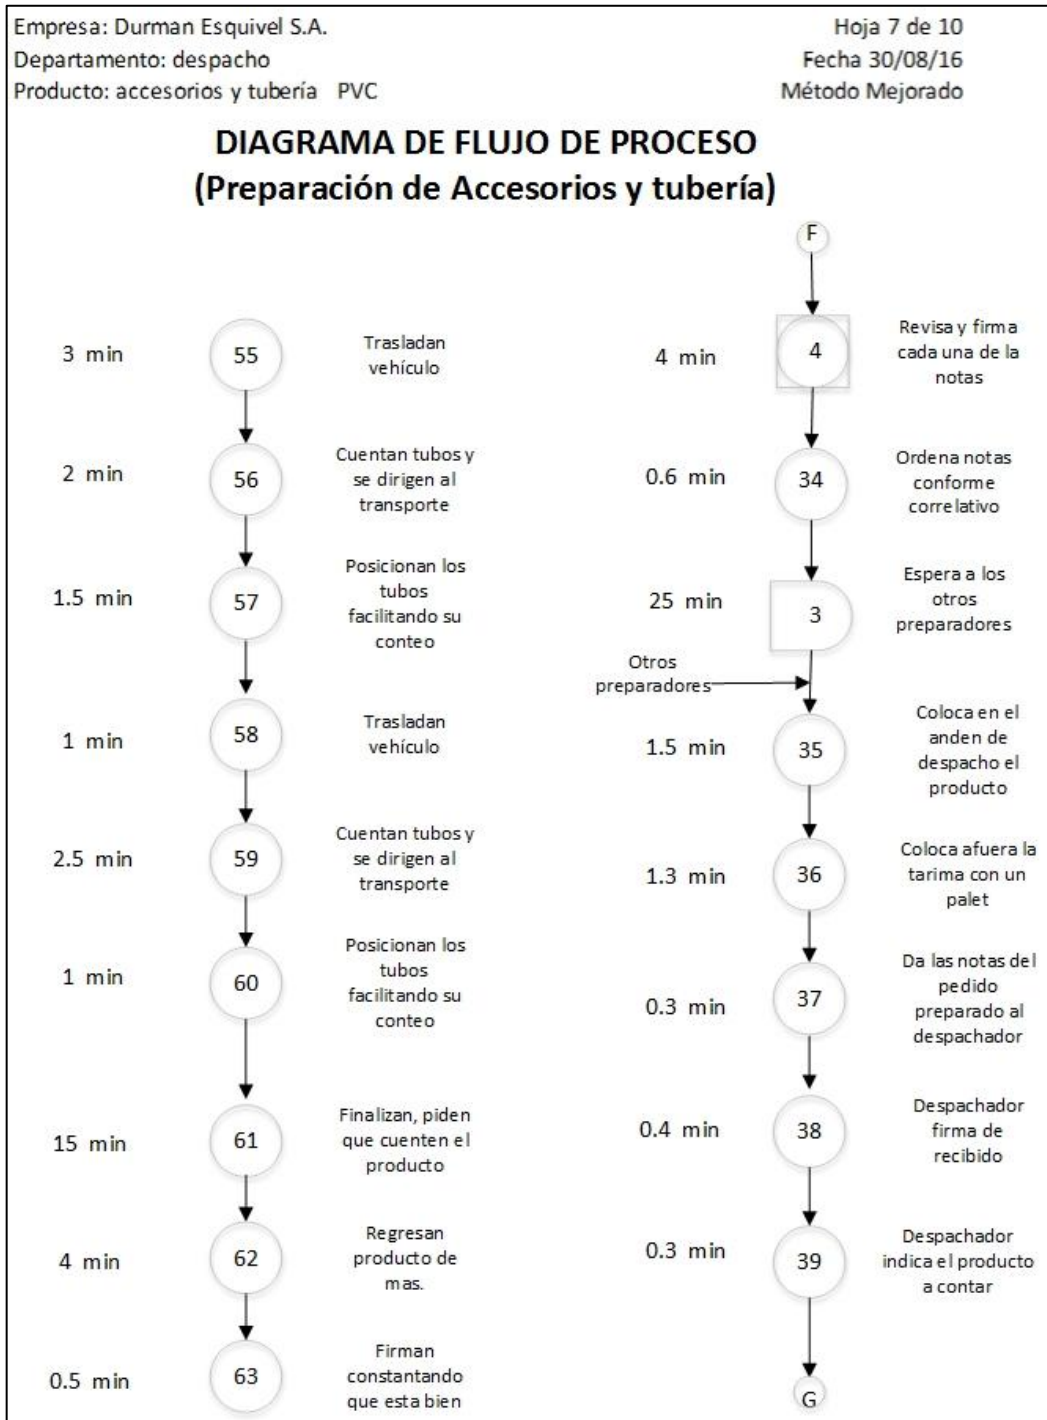 Empresa: Durman Esquivel S.A.
Hoja 7 de 10
Departamento: despacho
Fecha 30/08/16
Producto: accesorios y tubería PVC
Método Mejorado
DIAGRAMA DE FLUJO DE PROCESO
(Preparación de Accesorios y tubería)
3 min
55
Trasladan
vehículo
2 min
56
Cuentan tubos y
se dirigen al
transporte
1.5 min
57
Posicionan los
tubos
facilitando su
conteo
1 min
58
Trasladan
vehículo
2.5 min
59
Cuentan tubos y
se dirigen al
transporte
1 min
60
Posicionan los
tubos
facilitando su
conteo
15 min
61
Finalizan, piden
que cuenten el
producto
4 min
62
Regresan
producto de
mas.
0.5 min
63
Firman
constantando
que esta bien
F
4 min
4
Revisa y firma
cada una de la
notas
0.6 min
34
Ordena notas
conforme
correlativo
25 min
3
Espera a los
otros
preparadores
Otros
preparadores
1.5 min
35
Coloca en el
anden de
despacho el
producto
1.3 min
36
Coloca afuera la
tarima con un
palet
0.3 min
37
Da las notas del
pedido
preparado al
despachador
0.4 min
38
Despachador
firma de
recibido
0.3 min
39
Despachador
indica el producto
a contar
G